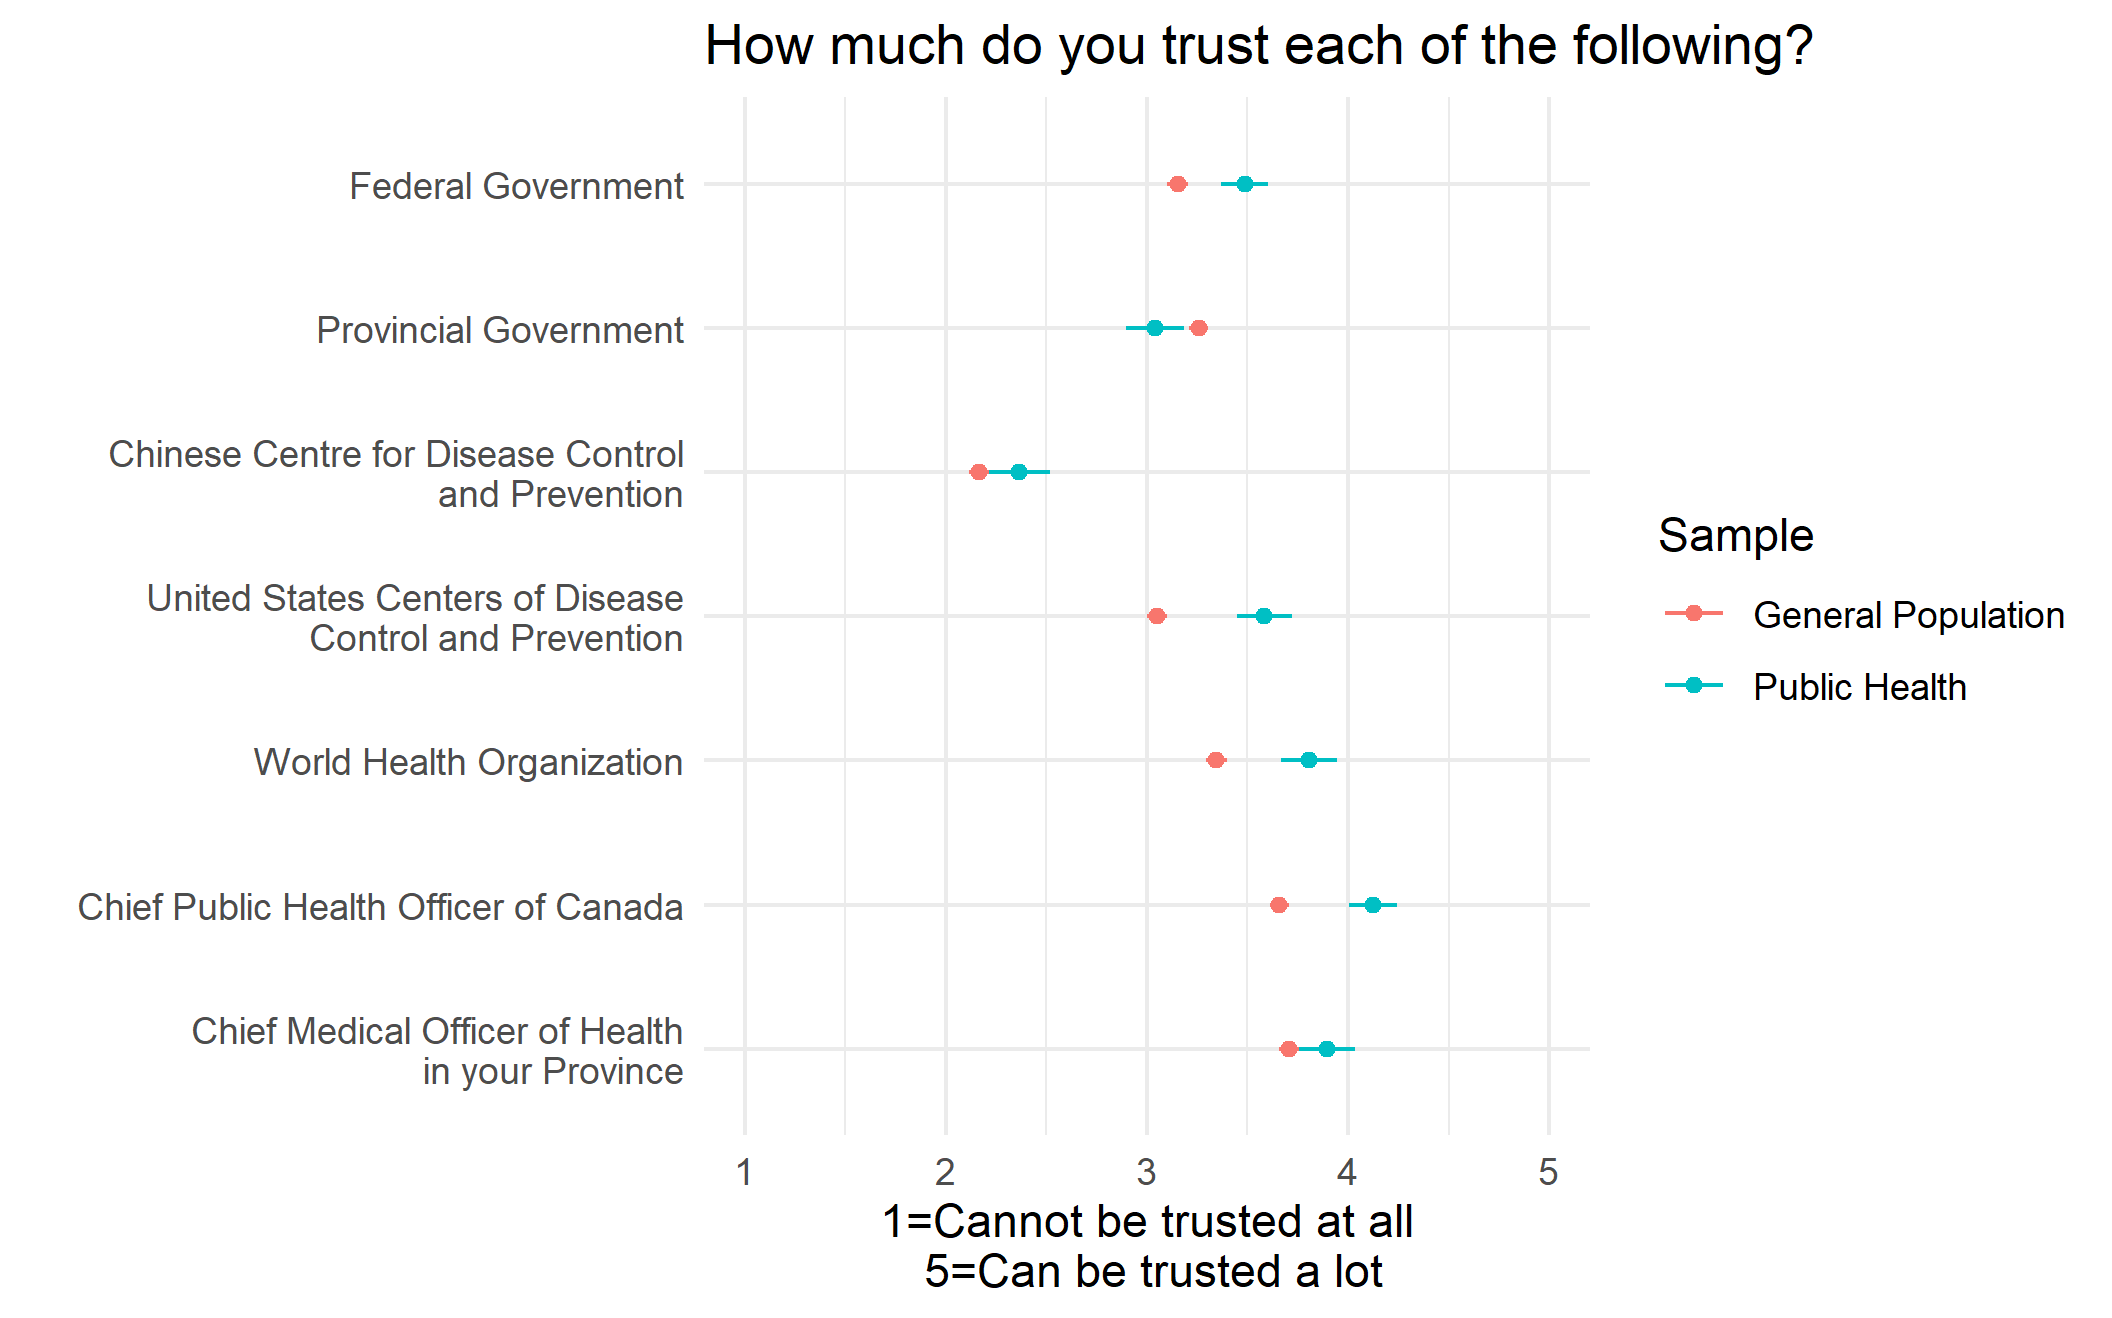 How much do you trust each of the following?
Federal Government
Provincial Government
Chinese Centre for Disease Control
and Prevention
United States Centers of Disease
Control and Prevention
World Health Organization
Chief Public Health Officer of Canada
Chief Medical Officer of Health
in your Province
1 2 3 4 5
1=Cannot be trusted at all
5=Can be trusted a lot
Sample
General Population
Public Health